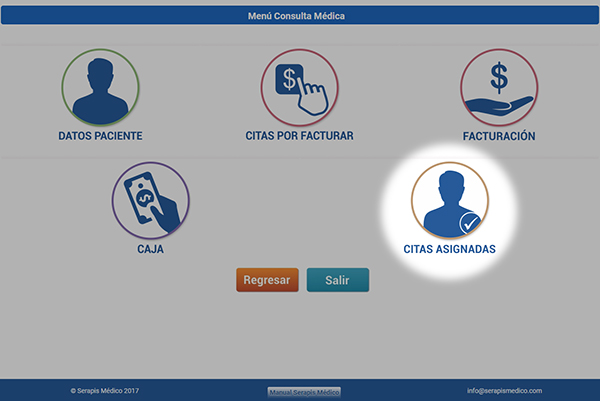 Menú Consulta Médica
DATOS PACIENTE
CITAS POR FACTURAR
FACTURACIÓN
CAJA
CITAS ASIGNADAS
Regresar
Salir
© Serapis Médico 2017
Manual Serapis Médico
info@serapismedico.com